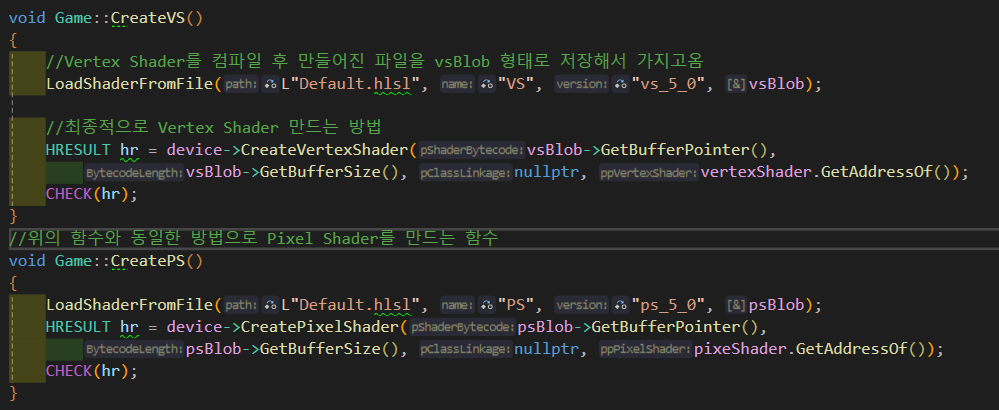 void Game::CreateVS()
{
//Vertex Shader를 컴파일 후 만들어진 파일을 vsBlob 형태로 저장해서 가지고옴
LoadShaderFromFile(path: L"Default.hlsl", name: "VS", version: "vs_5_0", [&]vsBlob);
//최종적으로 Vertex Shader 만드는 방법
HRESULT hr = device->CreateVertexShader(pShaderBytecode: vsBlob->GetBufferPointer(),
BytecodeLength: vsBlob->GetBufferSize(), pClassLinkage: nullptr, ppVertexShader: vertexShader.GetAddressOf());
CHECK(hr);
}
//위의 함수와 동일한 방법으로 Pixel Shader를 만드는 함수
void Game::CreatePS()
{
LoadShaderFromFile(path: L"Default.hlsl", name: "PS", version: "ps_5_0", [&]psBlob);
HRESULT hr = device->CreatePixelShader(pShaderBytecode: psBlob->GetBufferPointer(),
BytecodeLength: psBlob->GetBufferSize(), pClassLinkage: nullptr, ppPixelShader: pixeShader.GetAddressOf());
CHECK(hr);
}